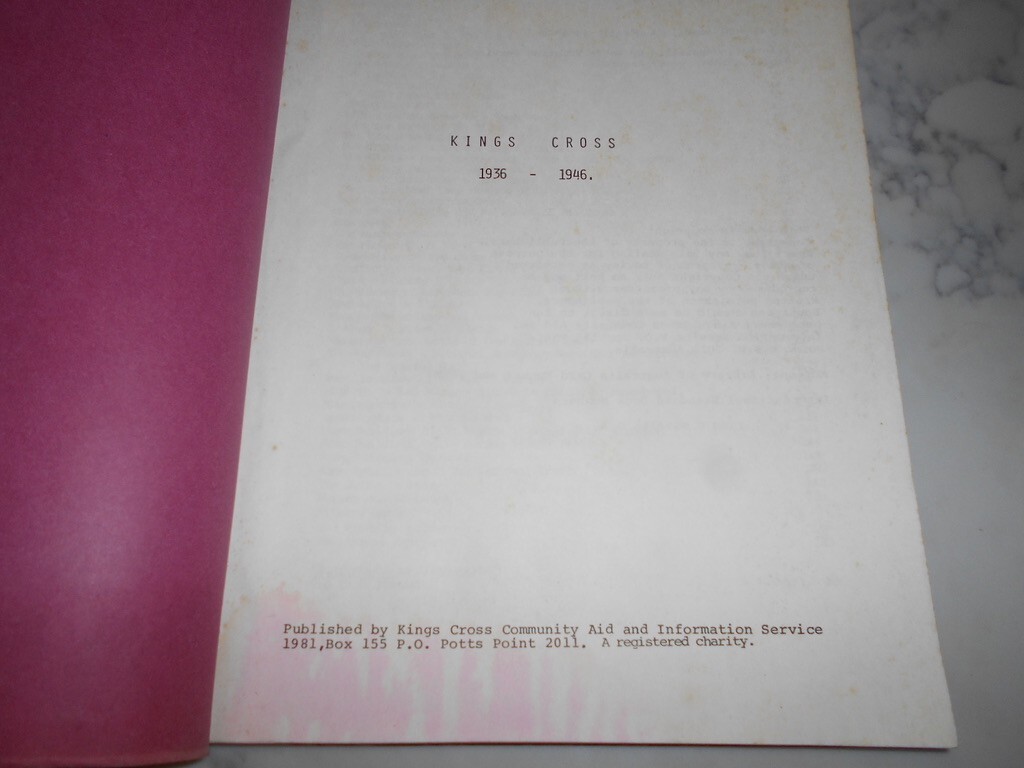 KINGS CROSS
1936 - 1946.
Published by Kings Cross Community Aid and Information Service
1981,Box 155 P.O. Potts Point 2011. A registered charity.